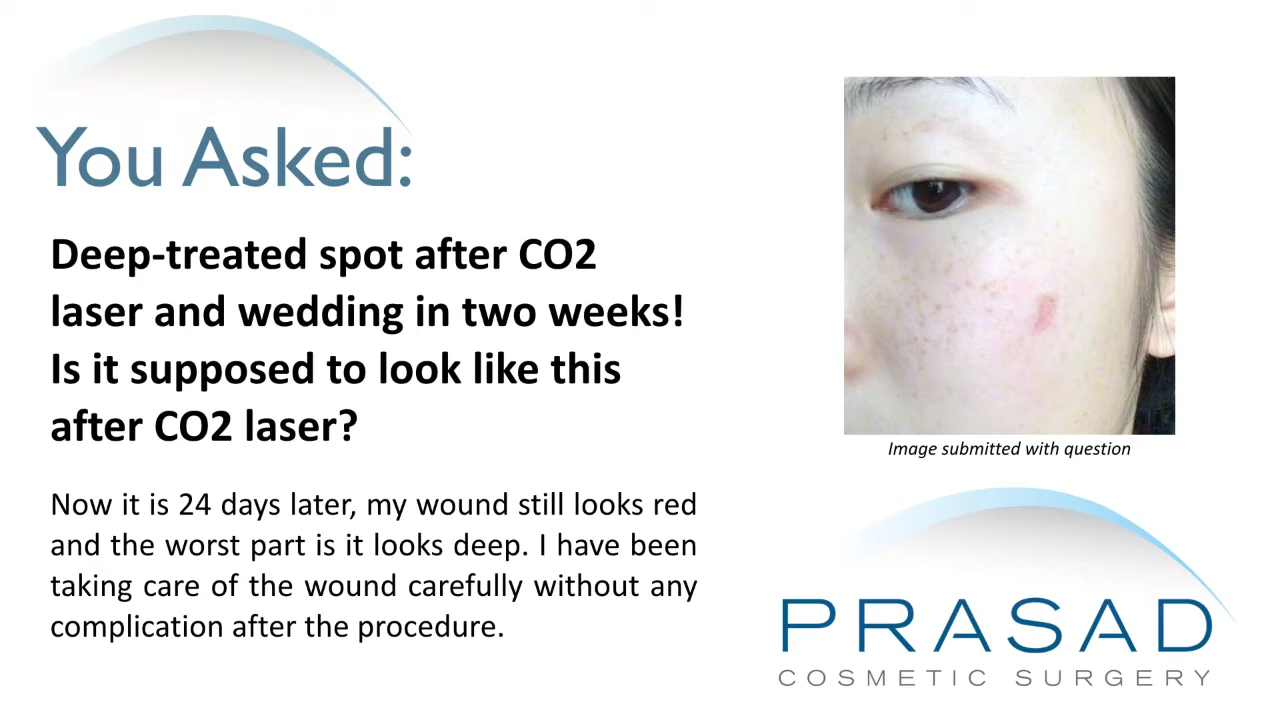 You Asked:
Deep-treated spot after CO2
laser and wedding in two weeks!
Is it supposed to look like this
after CO2 laser?
Now it is 24 days later, my wound still looks red
and the worst part is it looks deep. I have been
taking care of the wound carefully without any
complication after the procedure.
Image submitted with question
PRASAD
COSMETIC SURGERY